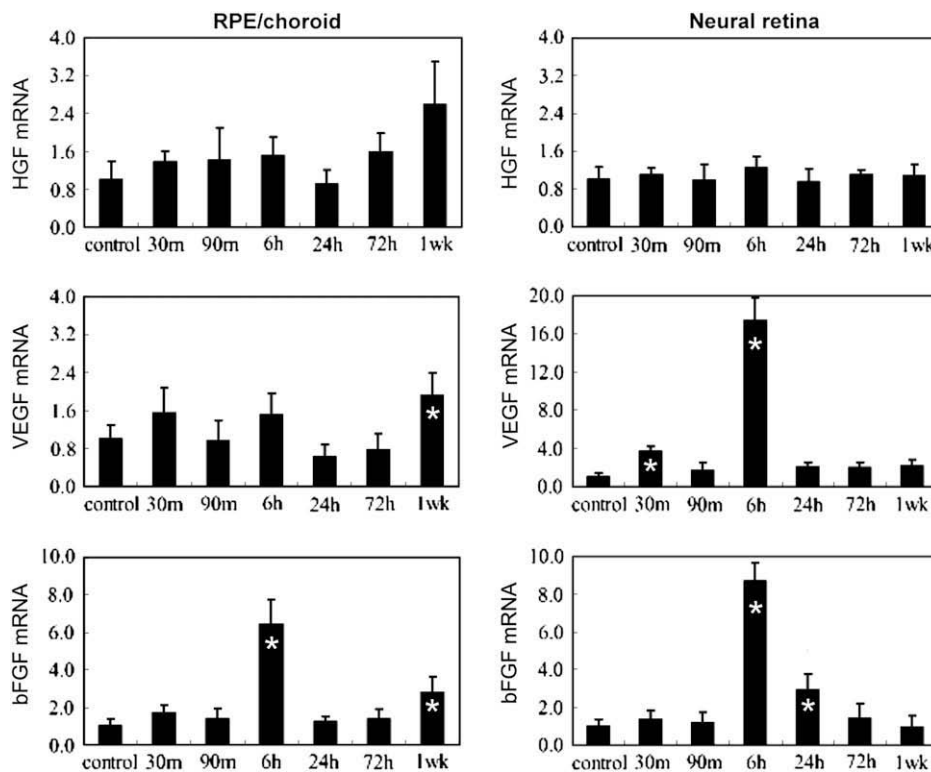 RPE/choroid
HGF mRNA
4.0
3.2
2.4
1.6
0.8
0.0
control 30m 90m 6h 24h 72h 1wk
Neural retina
HGF mRNA
4.0
3.2
2.4
1.6
0.8
0.0
control 30m 90m 6h 24h 72h 1wk
VEGF mRNA
4.0
3.2
2.4
1.6
0.8
0.0
*
control 30m 90m 6h 24h 72h 1wk
VEGF mRNA
20.0
16.0
12.0
8.0
4.0
0.0
* *
control 30m 90m 6h 24h 72h 1wk
bFGF mRNA
10.0
8.0
6.0
4.0
2.0
0.0
* *
control 30m 90m 6h 24h 72h 1wk
bFGF mRNA
10.0
8.0
6.0
4.0
2.0
0.0
* *
control 30m 90m 6h 24h 72h 1wk